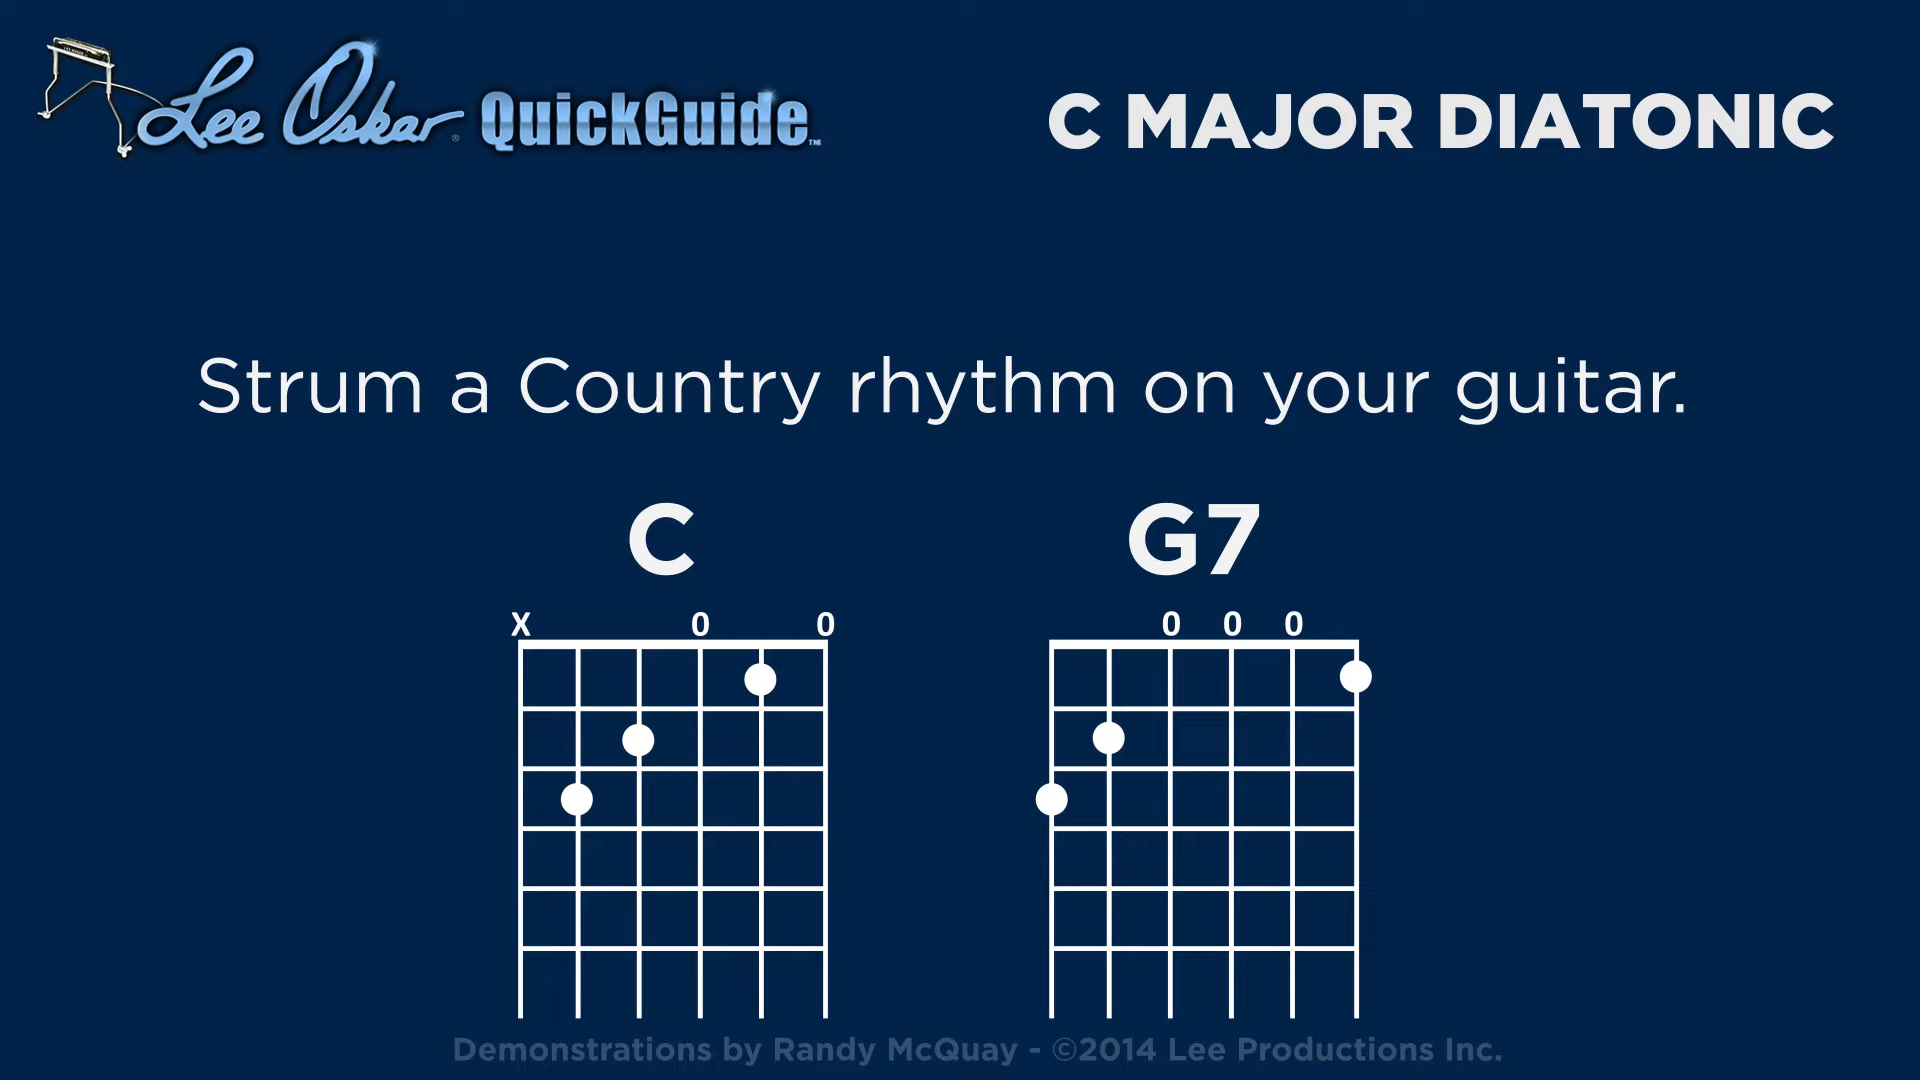 Lee Oskar® QuickGuide™
C MAJOR DIATONIC
Strum a Country rhythm on your guitar.
C G7
X 0 0 0 0 0
Demonstrations by Randy McQuay - ©2014 Lee Productions Inc.